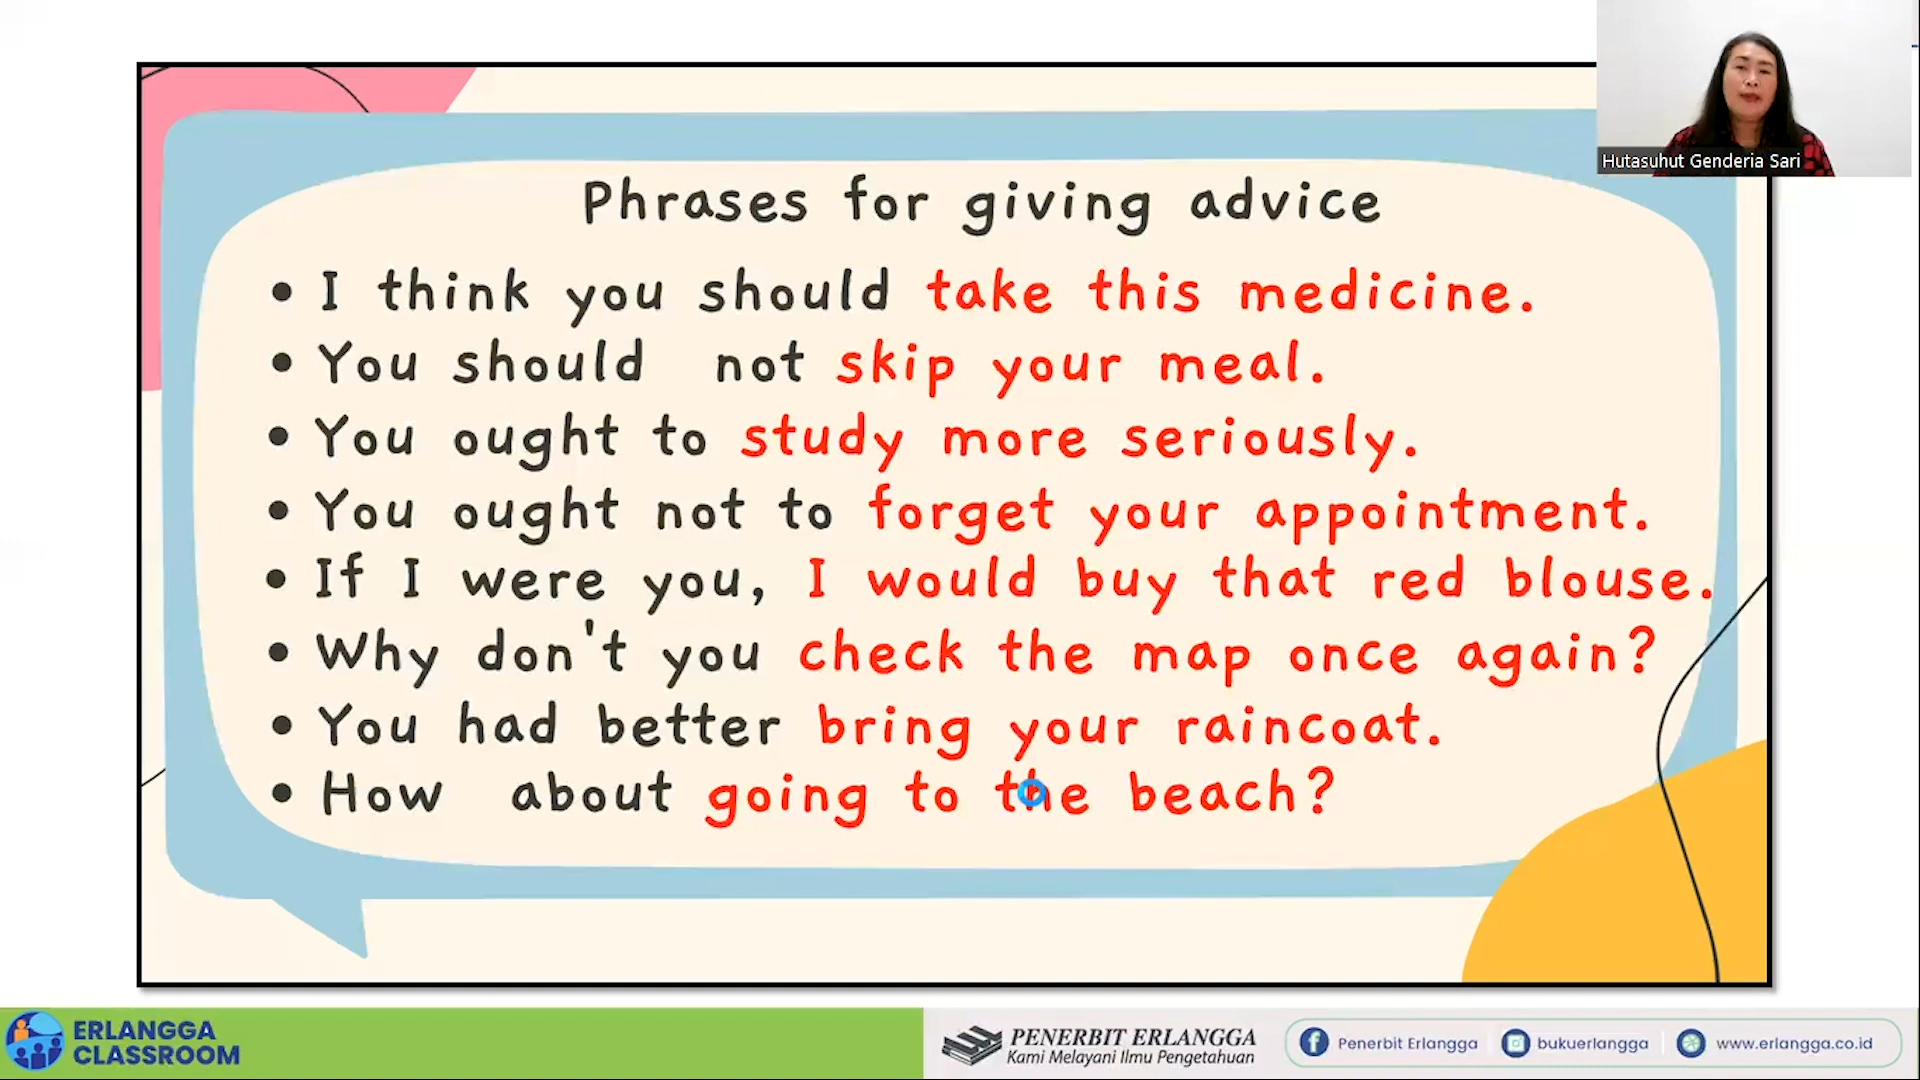 Hutasuhut Genderia Sari
Phrases for giving advice
• I think you should take this medicine.
• You should not skip your meal.
• You ought to study more seriously.
• You ought not to forget your appointment.
• If I were you, I would buy that red blouse.
• Why don't you check the map once again?
• You had better bring your raincoat.
• How about going to the beach?
ERLANGGA
CLASSROOM
PENERBIT ERLANGGA
Kami Melayani Ilmu Pengetahuan
Penerbit Erlangga
bukuerlangga
www.erlangga.co.id